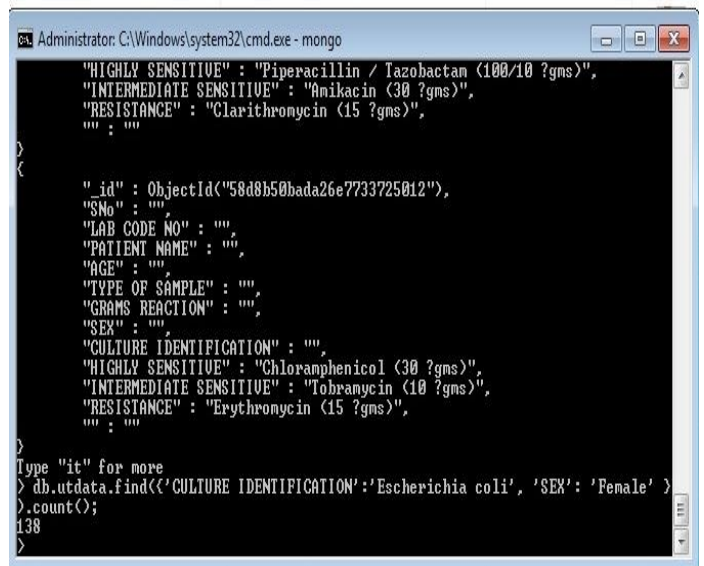 Administrator: C:\Windows\system32\cmd.exe - mongo
"HIGHLY SENSITIVE" : "Piperacillin / Tazobactam (100/10 ?gms)",
"INTERMEDIATE SENSITIVE" : "Amikacin (30 ?gms)",
"RESISTANCE" : "Clarithromycin (15 ?gms)",
"" : ""
}
{
"_id" : ObjectId("58d8b50bada26e7733725012"),
"SNo" : "",
"LAB CODE NO" : "",
"PATIENT NAME" : "",
"AGE" : "",
"TYPE OF SAMPLE" : "",
"GRAMS REACTION" : "",
"SEX" : "",
"CULTURE IDENTIFICATION" : "",
"HIGHLY SENSITIVE" : "Chloramphenicol (30 ?gms)",
"INTERMEDIATE SENSITIVE" : "Tobramycin (10 ?gms)",
"RESISTANCE" : "Erythromycin (15 ?gms)",
"" : ""
}
Type "it" for more
> db.utdata.find({'CULTURE IDENTIFICATION':'Escherichia coli', 'SEX': 'Female' }
).count();
138
>